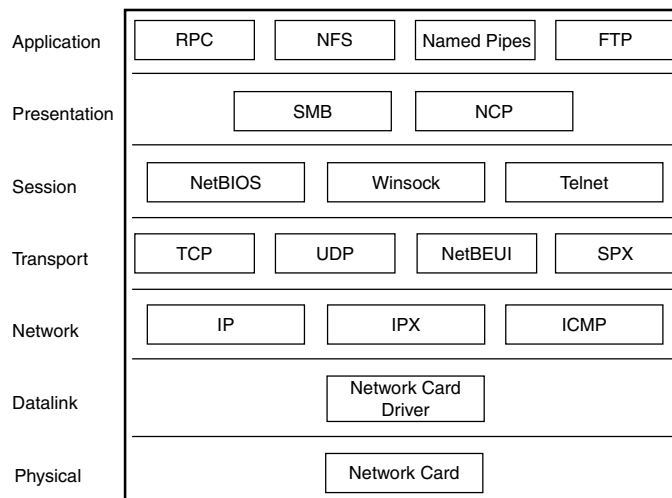 Application
RPC
NFS
Named Pipes
FTP
Presentation
SMB
NCP
Session
NetBIOS
Winsock
Telnet
Transport
TCP
UDP
NetBEUI
SPX
Network
IP
IPX
ICMP
Datalink
Network Card
Driver
Physical
Network Card